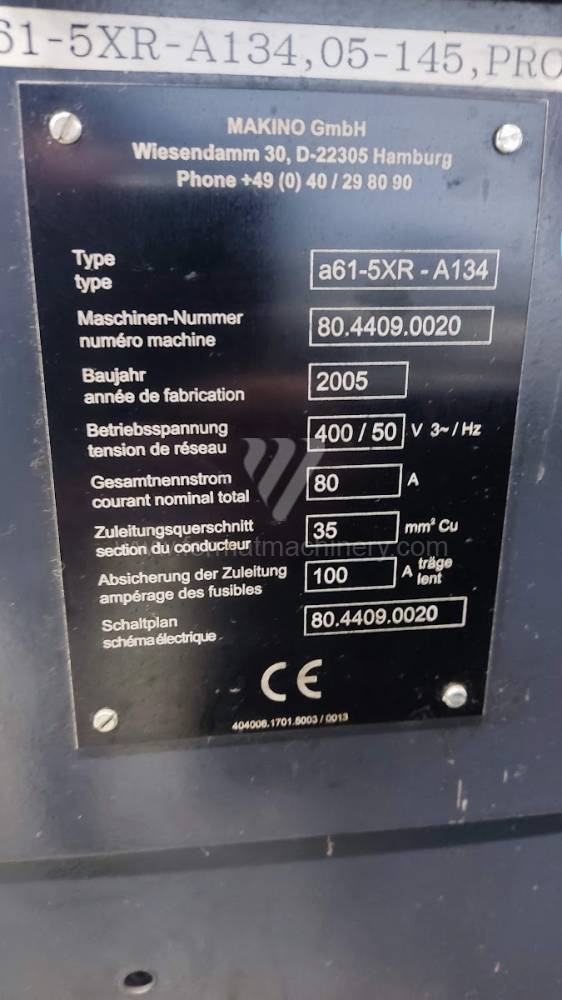 61-5XR-A134,05-145,PRO
MAKINO GmbH
Wiesendamm 30, D-22305 Hamburg
Phone +49 (0) 40 / 29 80 90
Type
type
a61-5XR - A134
Maschinen-Nummer
numéro machine
80.4409.0020
Baujahr
année de fabrication
2005
Betriebsspannung
tension de réseau
400 / 50 V 3~ / Hz
Gesamtnennstrom
courant nominal total
80 A
Zuleitungsquerschnitt
section du conducteur
35 mm² Cu
Absicherung der Zuleitung
ampérage des fusibles
100 A träge
lent
Schaltplan
schéma électrique
80.4409.0020
CE
404006.1701.5003 / 0013